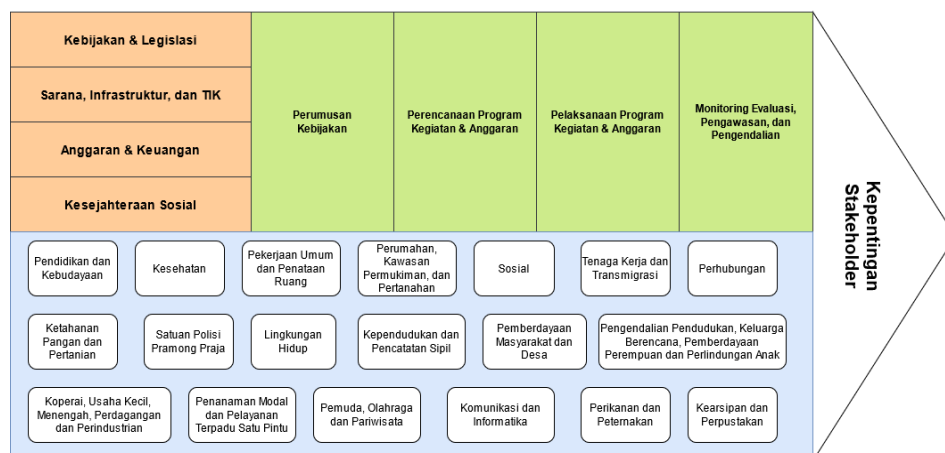 Kebijakan & Legislasi
Sarana, Infrastruktur, dan TIK
Anggaran & Keuangan
Kesejahteraan Sosial
Perumusan
Kebijakan
Perencanaan Program
Kegiatan & Anggaran
Pelaksanaan Program
Kegiatan & Anggaran
Monitoring Evaluasi,
Pengawasan, dan
Pengendalian
Kepentingan
Stakeholder
Pendidikan dan
Kebudayaan
Kesehatan
Pekerjaan Umum
dan Penataan
Ruang
Perumahan,
Kawasan
Permukiman, dan
Pertanahan
Sosial
Tenaga Kerja dan
Transmigrasi
Perhubungan
Ketahanan
Pangan dan
Pertanian
Satuan Polisi
Pramong Praja
Lingkungan
Hidup
Kependudukan dan
Pencatatan Sipil
Pemberdayaan
Masyarakat dan
Desa
Pengendalian Pendudukan, Keluarga
Berencana, Pemberdayaan
Perempuan dan Perlindungan Anak
Koperai, Usaha Kecil,
Menengah, Perdagangan
dan Perindustrian
Penanaman Modal
dan Pelayanan
Terpadu Satu Pintu
Pemuda, Olahraga
dan Pariwisata
Komunikasi dan
Informatika
Perikanan dan
Peternakan
Kearsipan dan
Perpustakan